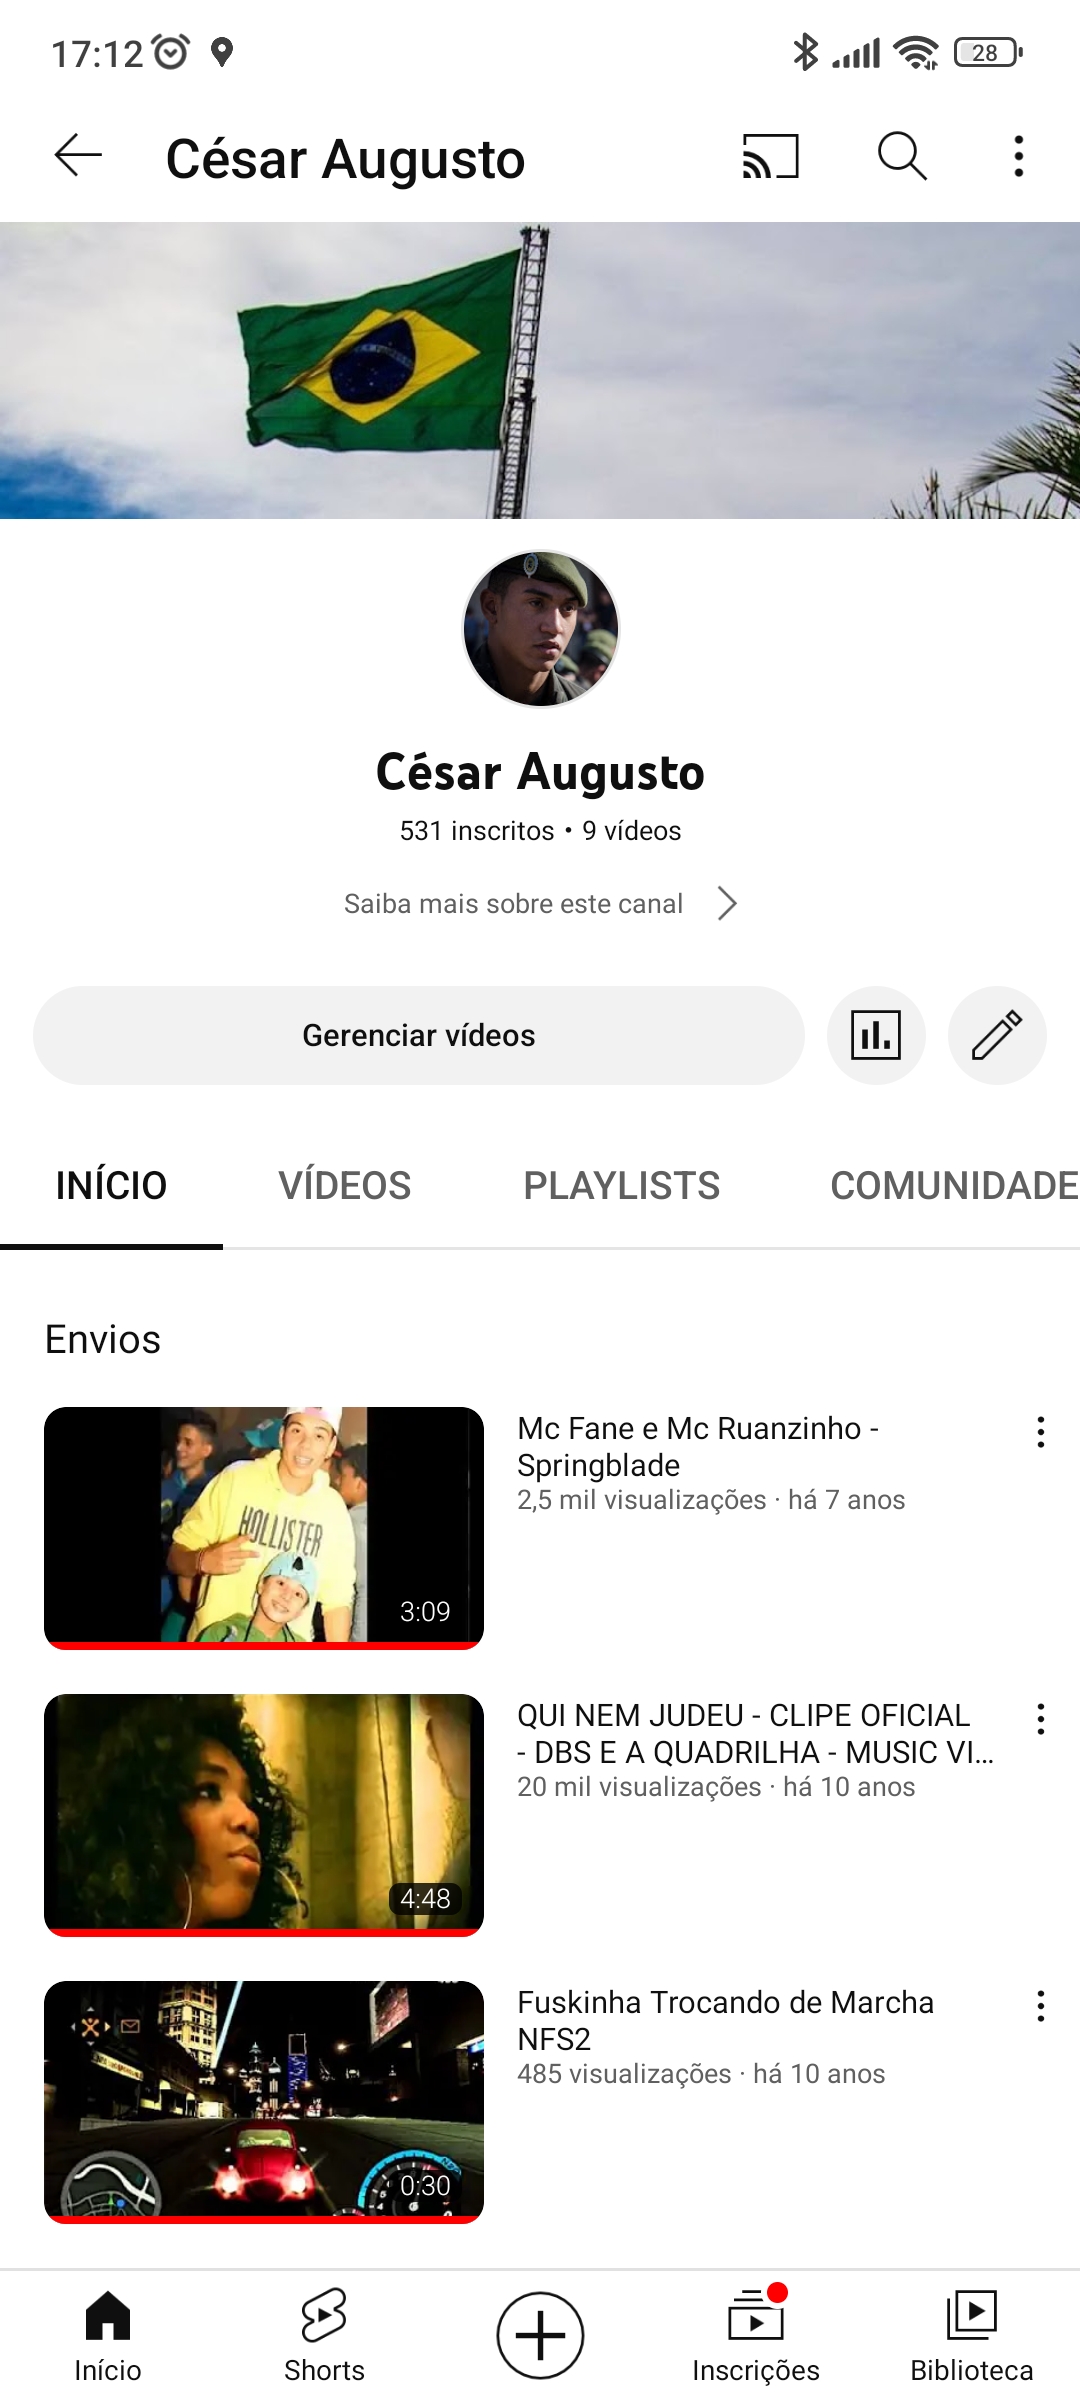 17:12
28
César Augusto
César Augusto
531 inscritos • 9 vídeos
Saiba mais sobre este canal
Gerenciar vídeos
INÍCIO VÍDEOS PLAYLISTS COMUNIDADE
Envios
HOLLISTER
3:09
Mc Fane e Mc Ruanzinho -
Springblade
2,5 mil visualizações · há 7 anos
4:48
QUI NEM JUDEU - CLIPE OFICIAL
- DBS E A QUADRILHA - MUSIC VI...
20 mil visualizações · há 10 anos
0:30
Fuskinha Trocando de Marcha
NFS2
485 visualizações · há 10 anos
Início Shorts Inscrições Biblioteca